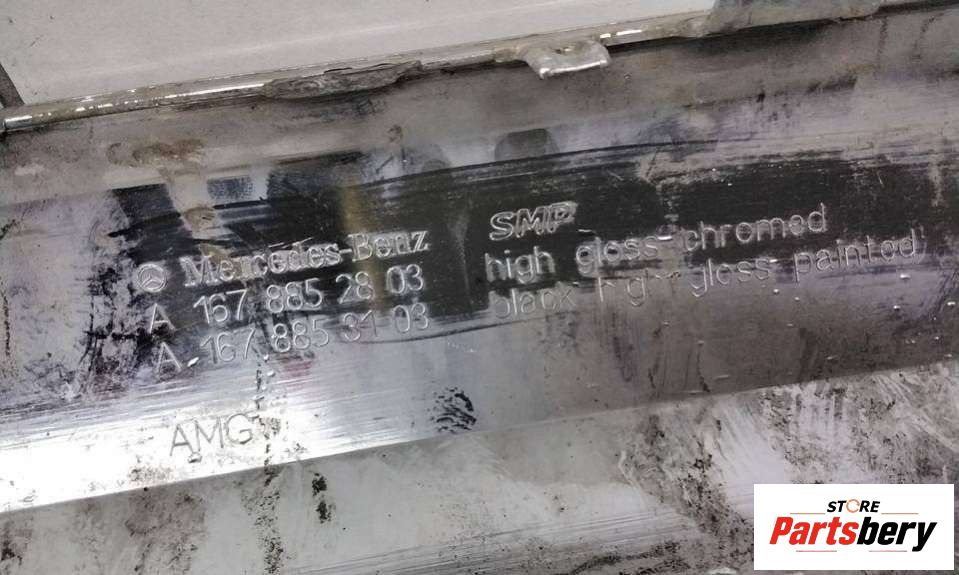 Mercedes-Benz
A 167 885 28 03
A 167 885 31 03
SMP
high gloss-chromed
black high gloss painted
AMG
STORE
Partsbery